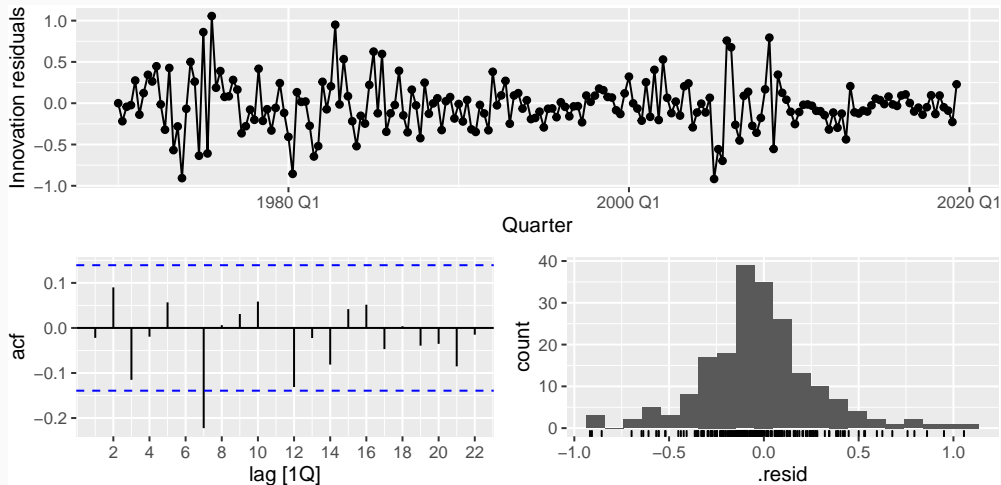 Innovation residuals
1.0
0.5
0.0
−0.5
−1.0
1980 Q1
2000 Q1
2020 Q1
Quarter
acf
0.1
0.0
−0.1
−0.2
2 4 6 8 10 12 14 16 18 20 22
lag [1Q]
count
40
30
20
10
0
−1.0 −0.5 0.0 0.5 1.0
.resid